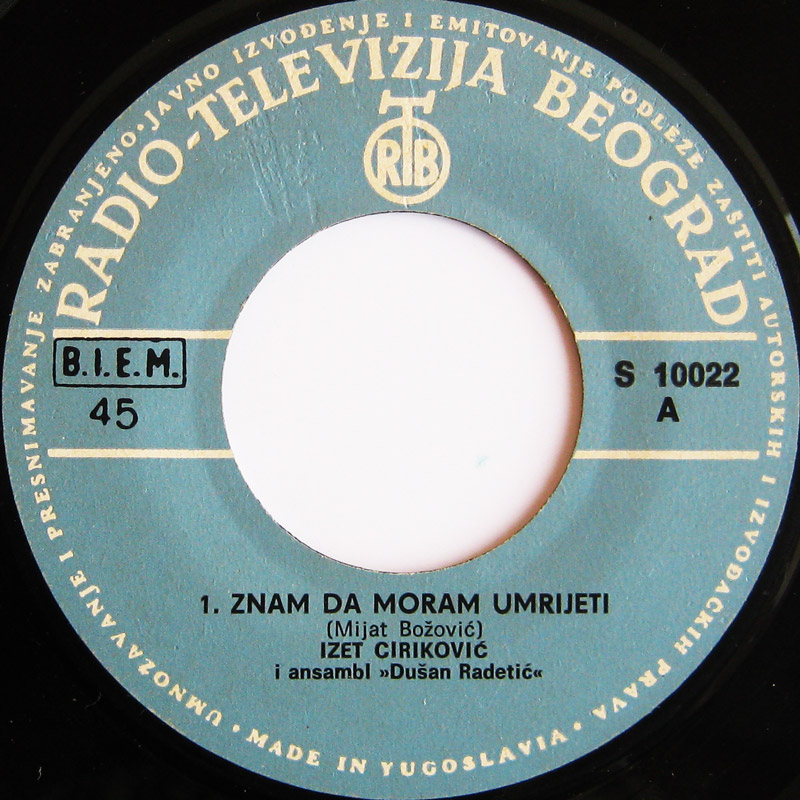 UMNOŽAVANJE I PRESNIMAVANJE ZABRANJENO · JAVNO IZVOĐENJE I EMITOVANJE PODLEŽE ZAŠTITI AUTORSKIH I IZVOĐAČKIH PRAVA ·
RADIO-TELEVIZIJA BEOGRAD
RTB
B.I.E.M.
45
S 10022
A
1. ZNAM DA MORAM UMRIJETI
(Mijat Božović)
IZET CIRIKOVIĆ
i ansambl »Dušan Radetić«
· MADE IN YUGOSLAVIA ·